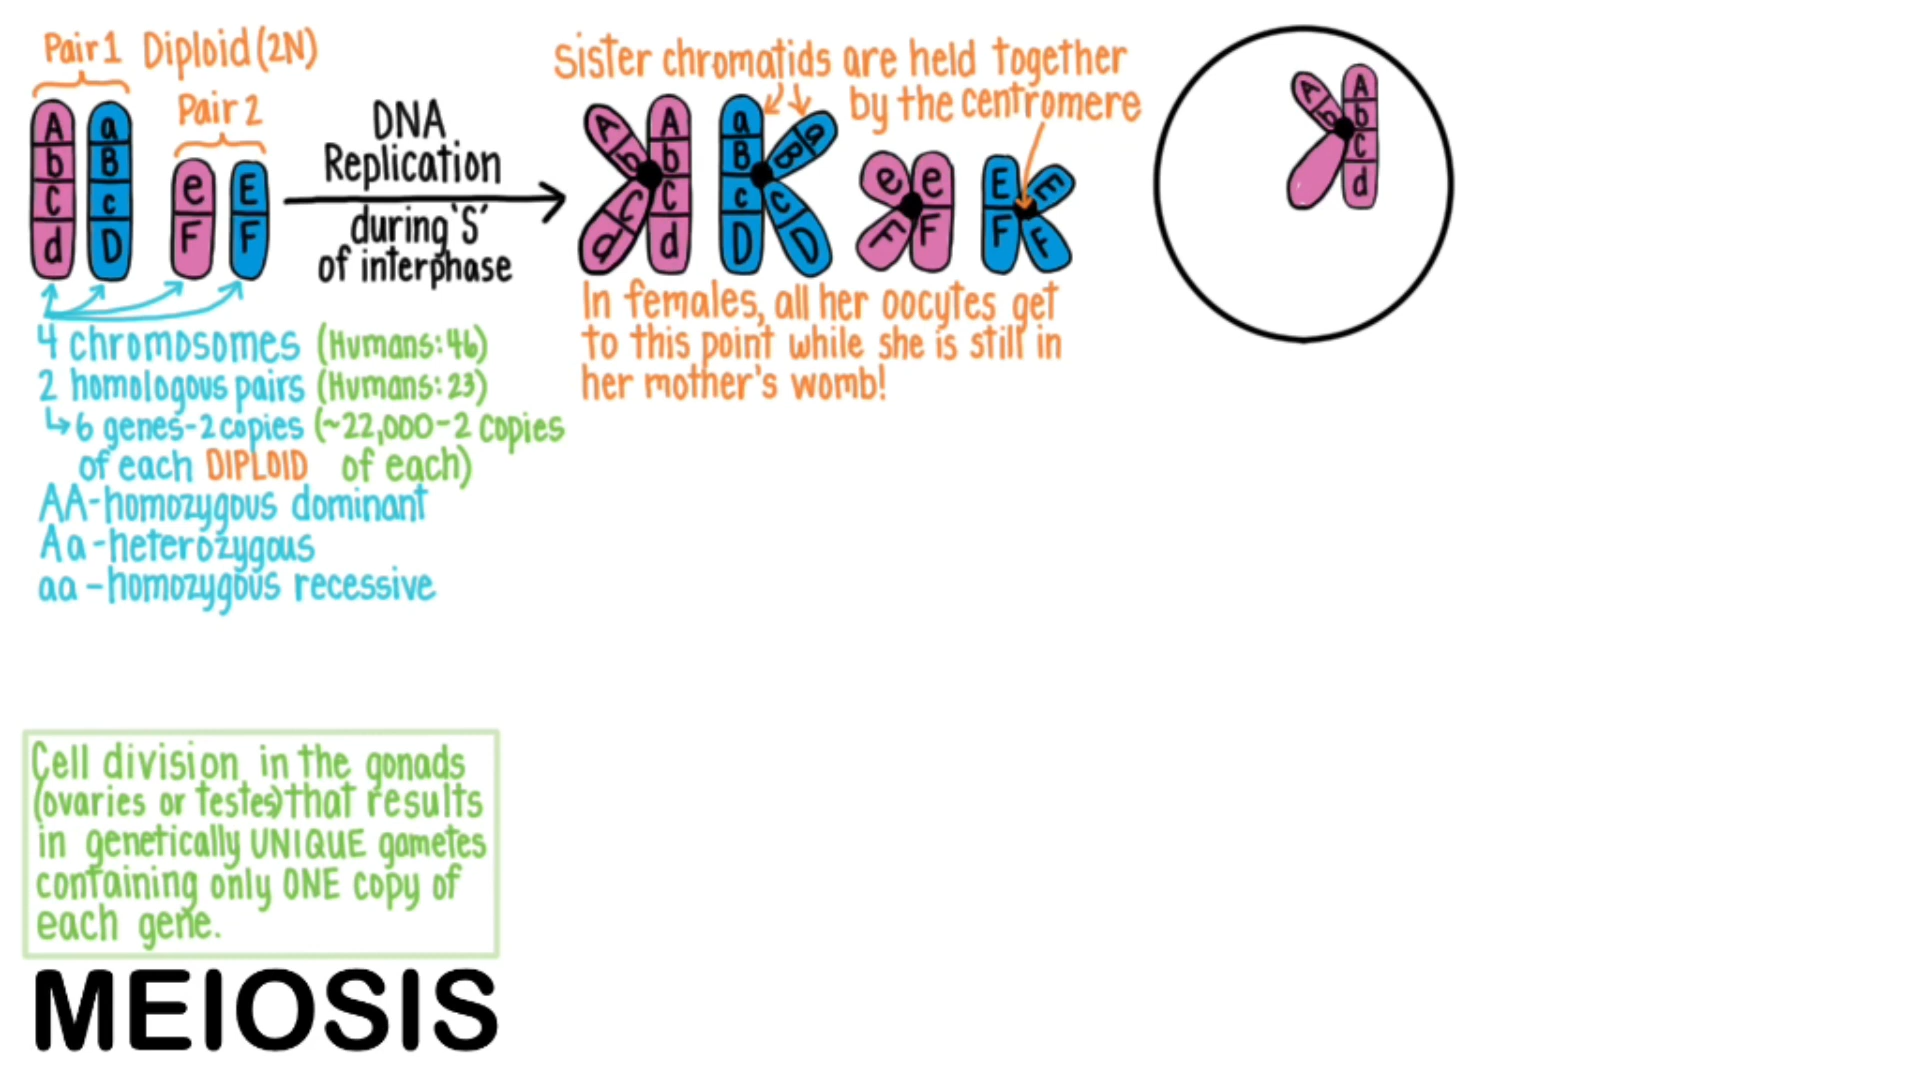 Pair 1 Diploid (2N)
Pair 2
A a
b B
C c
d D
e E
F F
DNA
Replication
during 'S'
of interphase
Sister chromatids are held together
by the centromere
A A a a
b b B B
C C c c
d d D D
e e E E
F F F F
In females, all her oocytes get
to this point while she is still in
her mother's womb!
A A
b b
C
d
4 chromosomes (Humans: 46)
2 homologous pairs (Humans: 23)
↳ 6 genes - 2 copies (~22,000 - 2 copies
of each DIPLOID of each)
AA - homozygous dominant
Aa - heterozygous
aa - homozygous recessive
Cell division in the gonads
(ovaries or testes) that results
in genetically UNIQUE gametes
containing only ONE copy of
each gene.
MEIOSIS